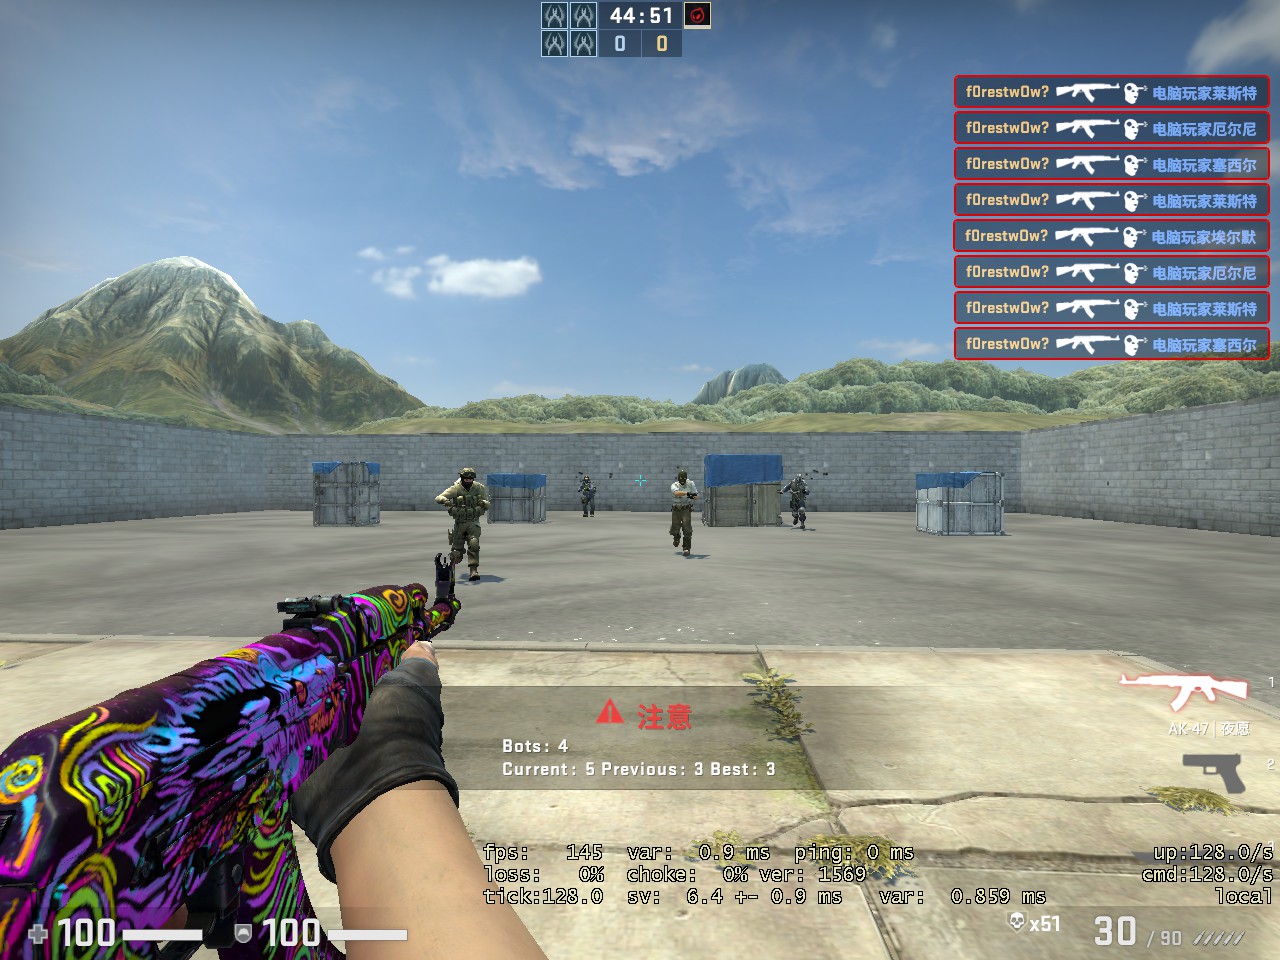 44:51
0 0
f0restw0w? 电脑玩家莱斯特
f0restw0w? 电脑玩家厄尔尼
f0restw0w? 电脑玩家塞西尔
f0restw0w? 电脑玩家莱斯特
f0restw0w? 电脑玩家埃尔默
f0restw0w? 电脑玩家厄尔尼
f0restw0w? 电脑玩家莱斯特
f0restw0w? 电脑玩家塞西尔
1
AK-47 | 夜愿
2
注意
Bots: 4
Current: 5 Previous: 3 Best: 3
fps: 145 var: 0.9 ms ping: 0 ms up:128.0/s
loss: 0% choke: 0% ver: 1569 cmd:128.0/s
tick:128.0 sv: 6.4 +- 0.9 ms var: 0.859 ms local
100 100 x51 30 / 90